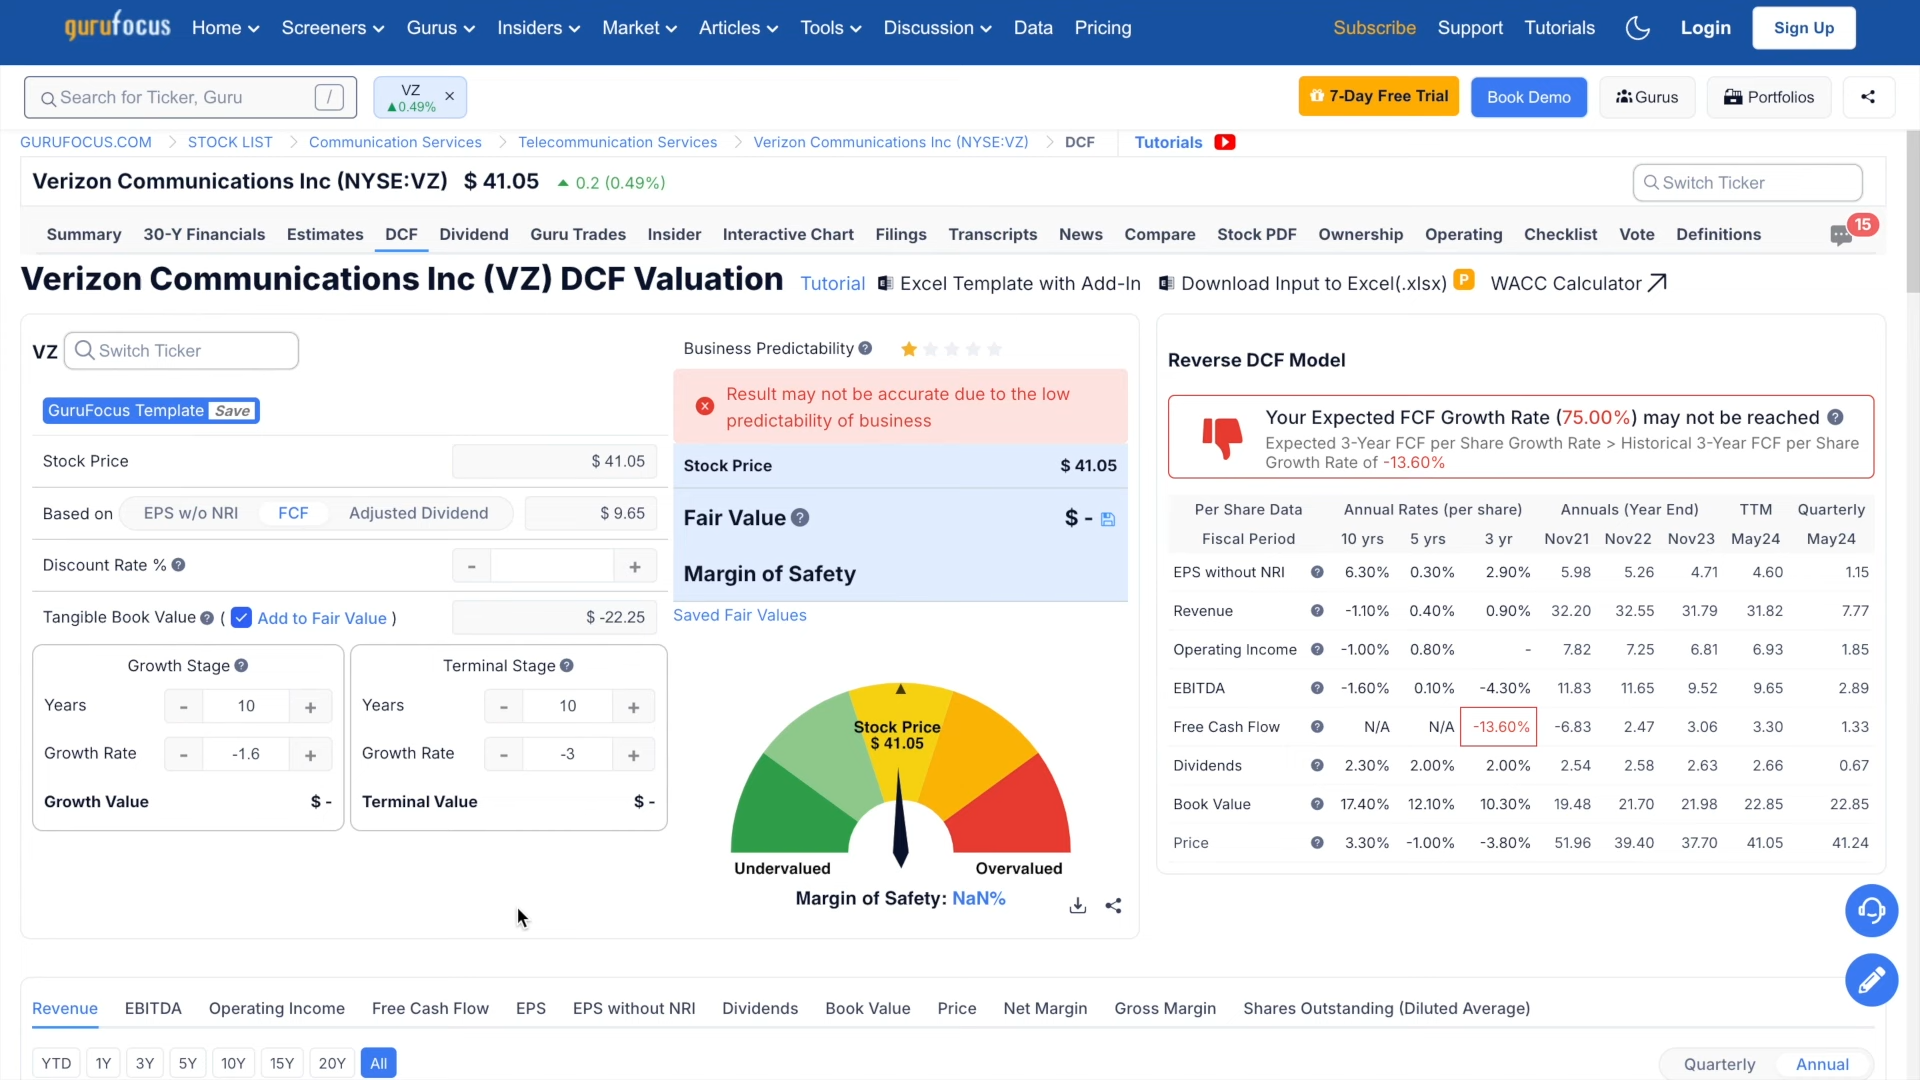 gurufocus Home Screeners Gurus Insiders Market Articles Tools Discussion Data Pricing Subscribe Support Tutorials Login Sign Up
Search for Ticker, Guru / VZ 0.49% × 7-Day Free Trial Book Demo Gurus Portfolios
GURUFOCUS.COM STOCK LIST Communication Services Telecommunication Services Verizon Communications Inc (NYSE:VZ) DCF Tutorials
Verizon Communications Inc (NYSE:VZ) $ 41.05 0.2 (0.49%) Switch Ticker
Summary 30-Y Financials Estimates DCF Dividend Guru Trades Insider Interactive Chart Filings Transcripts News Compare Stock PDF Ownership Operating Checklist Vote Definitions 15
Verizon Communications Inc (VZ) DCF Valuation Tutorial Excel Template with Add-In Download Input to Excel(.xlsx) P WACC Calculator
VZ Switch Ticker
GuruFocus Template Save
Stock Price $ 41.05
Based on EPS w/o NRI FCF Adjusted Dividend $ 9.65
Discount Rate % ? - +
Tangible Book Value ? ( Add to Fair Value ) $ -22.25
Growth Stage ?
Years - 10 +
Growth Rate - -1.6 +
Growth Value $ -
Terminal Stage ?
Years - 10 +
Growth Rate - -3 +
Terminal Value $ -
Business Predictability ?
Result may not be accurate due to the low
predictability of business
Stock Price $ 41.05
Fair Value ? $ -
Margin of Safety
Saved Fair Values
Stock Price
$ 41.05
Undervalued Overvalued
Margin of Safety: NaN%
Reverse DCF Model
Your Expected FCF Growth Rate (75.00%) may not be reached ?
Expected 3-Year FCF per Share Growth Rate > Historical 3-Year FCF per Share
Growth Rate of -13.60%
Per Share Data Annual Rates (per share) Annuals (Year End) TTM Quarterly
Fiscal Period 10 yrs 5 yrs 3 yr Nov21 Nov22 Nov23 May24 May24
EPS without NRI ? 6.30% 0.30% 2.90% 5.98 5.26 4.71 4.60 1.15
Revenue ? -1.10% 0.40% 0.90% 32.20 32.55 31.79 31.82 7.77
Operating Income ? -1.00% 0.80% - 7.82 7.25 6.81 6.93 1.85
EBITDA ? -1.60% 0.10% -4.30% 11.83 11.65 9.52 9.65 2.89
Free Cash Flow ? N/A N/A -13.60% -6.83 2.47 3.06 3.30 1.33
Dividends ? 2.30% 2.00% 2.00% 2.54 2.58 2.63 2.66 0.67
Book Value ? 17.40% 12.10% 10.30% 19.48 21.70 21.98 22.85 22.85
Price ? 3.30% -1.00% -3.80% 51.96 39.40 37.70 41.05 41.24
Revenue EBITDA Operating Income Free Cash Flow EPS EPS without NRI Dividends Book Value Price Net Margin Gross Margin Shares Outstanding (Diluted Average)
YTD 1Y 3Y 5Y 10Y 15Y 20Y All Quarterly Annual